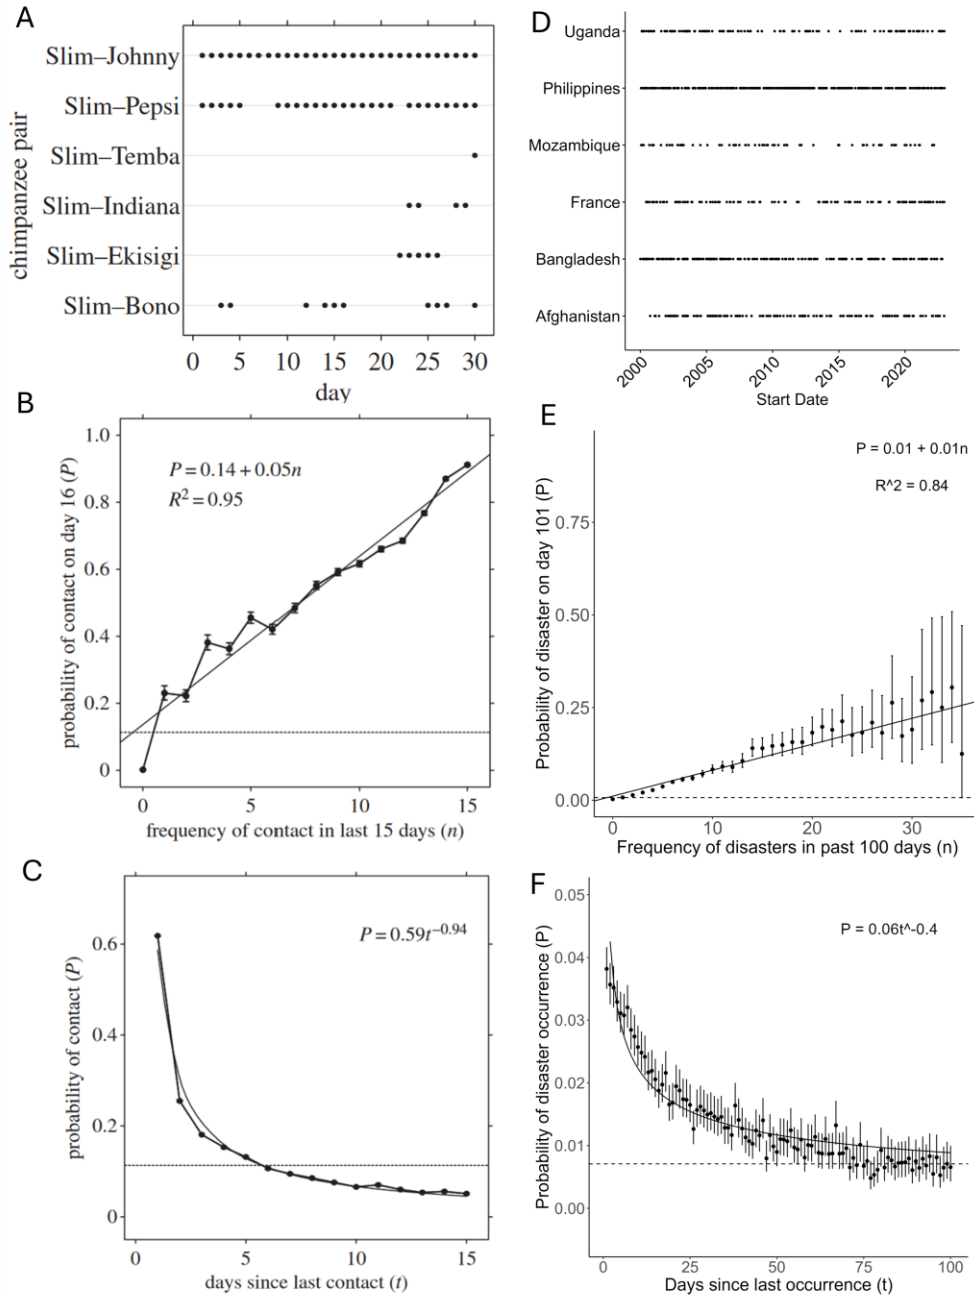 A
chimpanzee pair
Slim–Johnny
Slim–Pepsi
Slim–Temba
Slim–Indiana
Slim–Ekisigi
Slim–Bono
0 5 10 15 20 25 30
day
B
probability of contact on day 16 (P)
1.0
0.8
0.6
0.4
0.2
0
P = 0.14 + 0.05n
R² = 0.95
0 5 10 15
frequency of contact in last 15 days (n)
C
probability of contact (P)
0.6
0.4
0.2
0
P = 0.59t⁻⁰·⁹⁴
0 5 10 15
days since last contact (t)
D
Uganda
Philippines
Mozambique
France
Bangladesh
Afghanistan
2000 2005 2010 2015 2020
Start Date
E
Probability of disaster on day 101 (P)
0.75
0.50
0.25
0.00
P = 0.01 + 0.01n
R^2 = 0.84
0 10 20 30
Frequency of disasters in past 100 days (n)
F
Probability of disaster occurrence (P)
0.05
0.04
0.03
0.02
0.01
0.00
P = 0.06t^-0.4
0 25 50 75 100
Days since last occurrence (t)